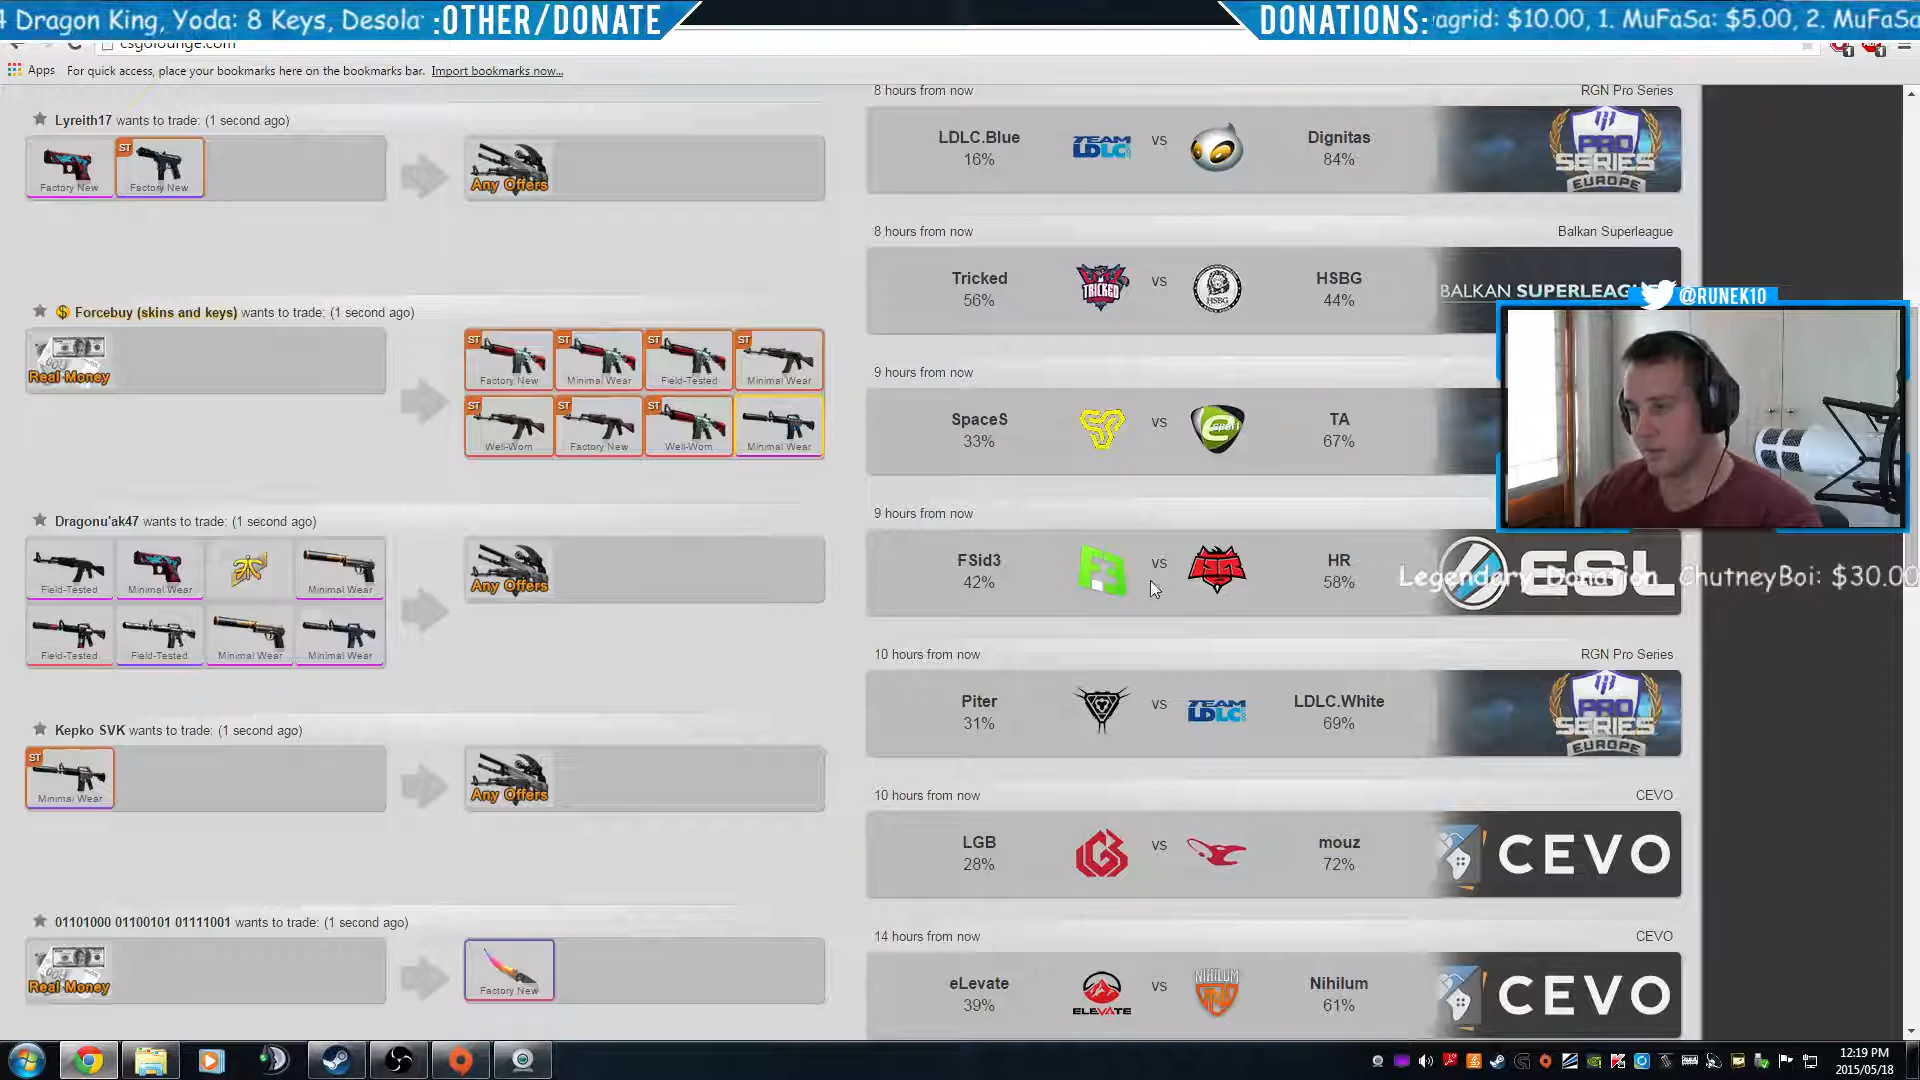 4 Dragon King, Yoda: 8 Keys, Desola
:OTHER/DONATE
DONATIONS:
agrid: $10.00, 1. MuFaSa: $5.00, 2. MuFaSa
csgolounge.com
Apps
For quick access, place your bookmarks here on the bookmarks bar. Import bookmarks now...
Lyreith17 wants to trade: (1 second ago)
Factory New
ST
Factory New
Any Offers
Forcebuy (skins and keys) wants to trade: (1 second ago)
Real Money
ST ST ST ST
Factory New Minimal Wear Field-Tested Minimal Wear
ST ST ST
Well-Worn Factory New Well-Worn Minimal Wear
Dragonu'ak47 wants to trade: (1 second ago)
Field-Tested Minimal Wear Minimal Wear
Field-Tested Field-Tested Minimal Wear Minimal Wear
Any Offers
Kepko SVK wants to trade: (1 second ago)
ST
Minimal Wear
Any Offers
01101000 01100101 01111001 wants to trade: (1 second ago)
Real Money
Factory New
8 hours from now
RGN Pro Series
LDLC.Blue
16%
TEAM LDLC
vs
Dignitas
84%
PRO SERIES EUROPE
8 hours from now
Balkan Superleague
Tricked
56%
TRICKED
vs
HSBG
HSBG
44%
BALKAN SUPERLEAG
@RUNEK10
9 hours from now
SpaceS
33%
vs
TA
67%
9 hours from now
FSid3
42%
vs
HR
58%
ESL
Legendary Donation ChutneyBoi: $30.00
10 hours from now
RGN Pro Series
Piter
31%
vs
TEAM LDLC
LDLC.White
69%
PRO SERIES EUROPE
10 hours from now
CEVO
LGB
28%
vs
mouz
72%
CEVO
14 hours from now
CEVO
eLevate
39%
ELEVATE
vs
NIHILUM
Nihilum
61%
CEVO
12:19 PM
2015/05/18